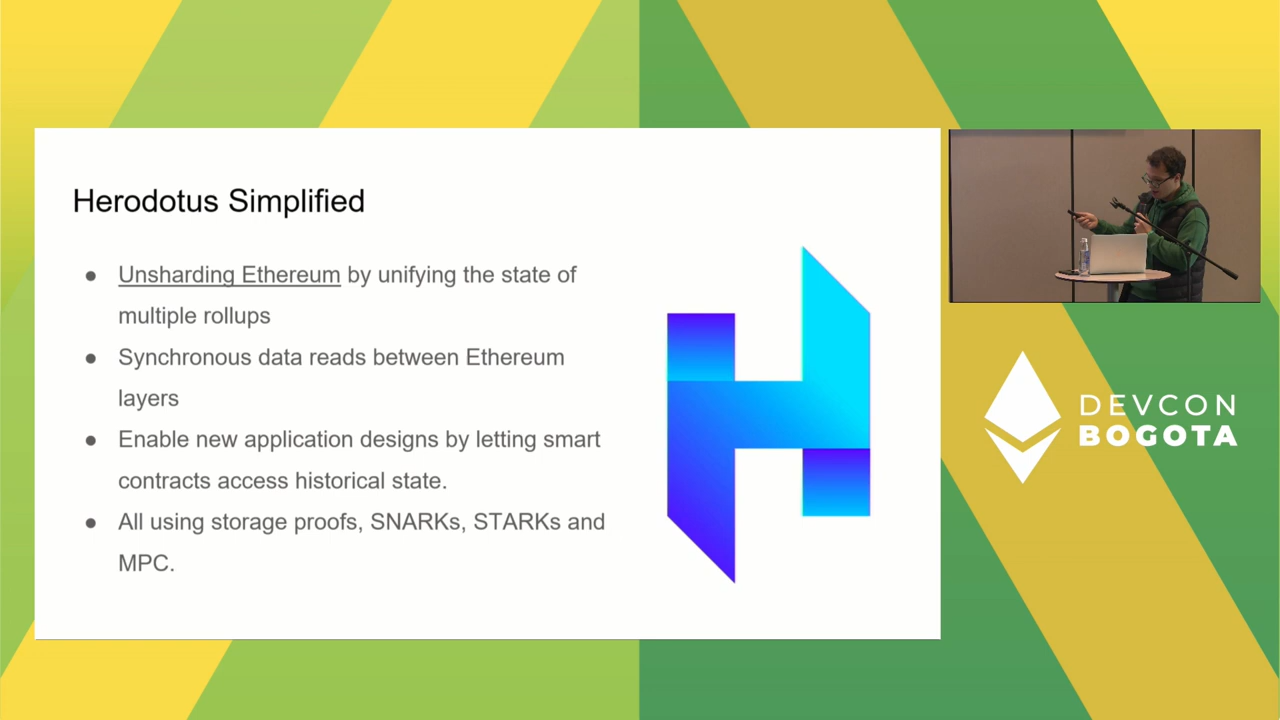 Herodotus Simplified
● Unsharding Ethereum by unifying the state of
multiple rollups
● Synchronous data reads between Ethereum
layers
● Enable new application designs by letting smart
contracts access historical state.
● All using storage proofs, SNARKs, STARKs and
MPC.
DEVCON
BOGOTA